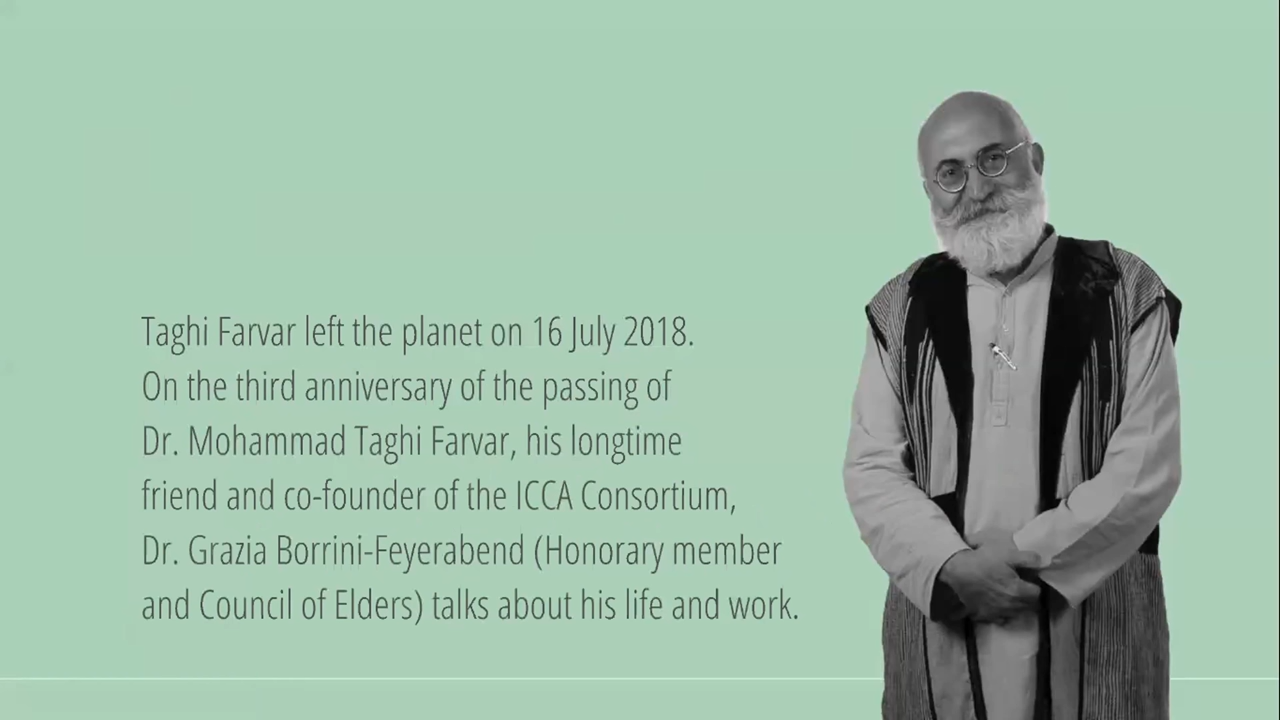 Taghi Farvar left the planet on 16 July 2018.
On the third anniversary of the passing of
Dr. Mohammad Taghi Farvar, his longtime
friend and co-founder of the ICCA Consortium,
Dr. Grazia Borrini-Feyerabend (Honorary member
and Council of Elders) talks about his life and work.